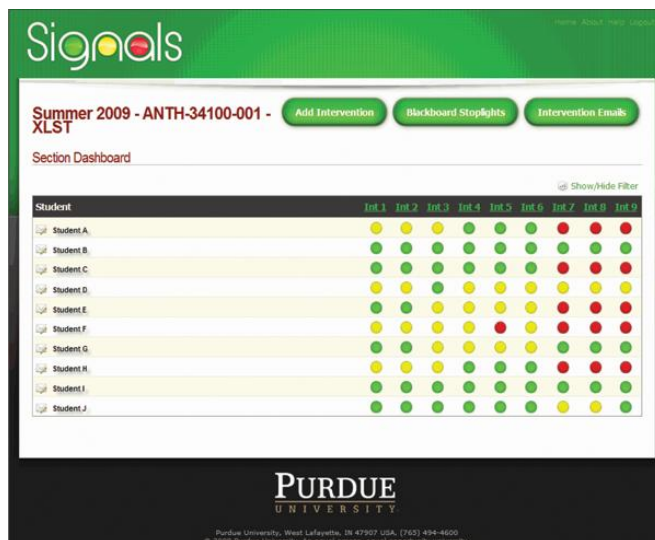 Home About Help Logout
Signals
Summer 2009 - ANTH-34100-001 -
XLST
Add Intervention
Blackboard Stoplights
Intervention Emails
Section Dashboard
Show/Hide Filter
Student Int 1 Int 2 Int 3 Int 4 Int 5 Int 6 Int 7 Int 8 Int 9
Student A
Student B
Student C
Student D
Student E
Student F
Student G
Student H
Student I
Student J
PURDUE
UNIVERSITY
Purdue University, West Lafayette, IN 47907 USA, (765) 494-4600